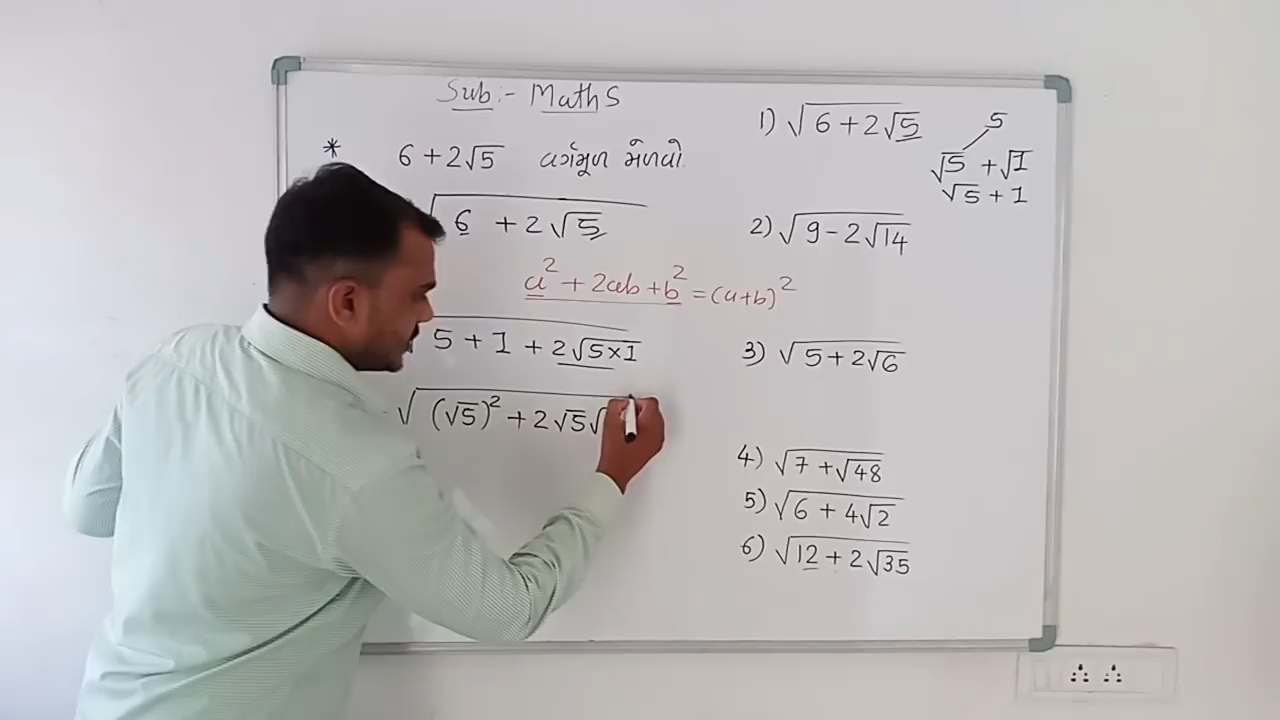 Sub:- Maths
* 6 + 2√5 વર્ગમૂળ મેળવો
√(6 + 2√5)
a² + 2ab + b² = (a+b)²
√(5 + 1 + 2√(5×1))
√((√5)² + 2√5√
1) √(6 + 2√5)
5
√5 + √1
√5 + 1
2) √(9 - 2√14)
3) √(5 + 2√6)
4) √(7 + √48)
5) √(6 + 4√2)
6) √(12 + 2√35)